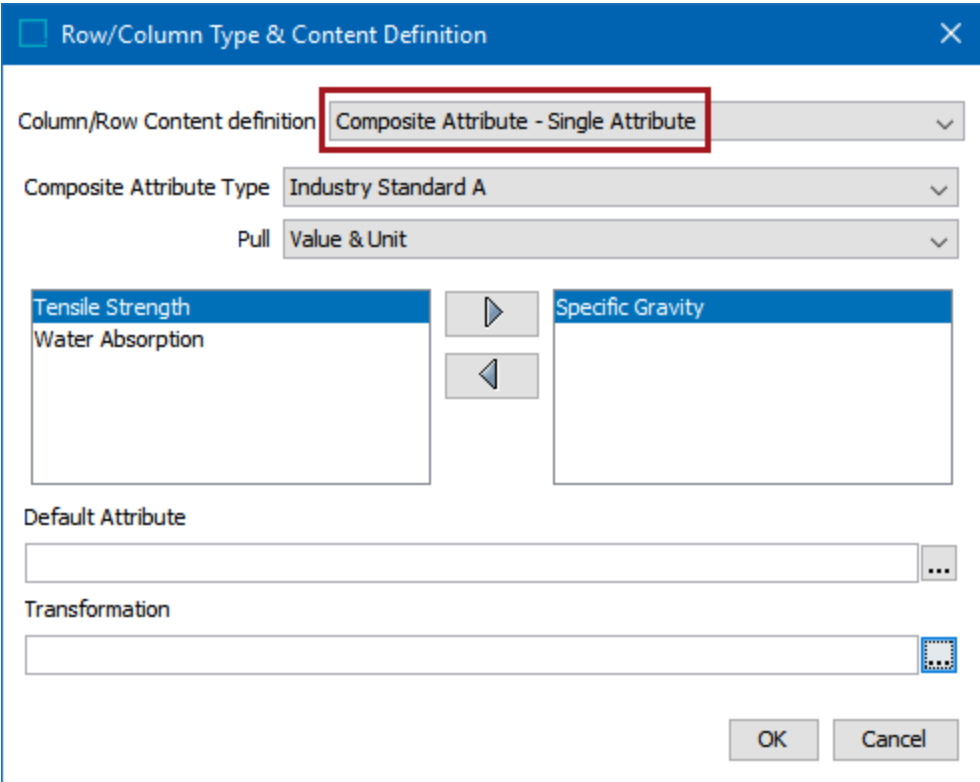 Row/Column Type & Content Definition
Column/Row Content definition Composite Attribute - Single Attribute
Composite Attribute Type Industry Standard A
Pull Value & Unit
Tensile Strength Specific Gravity
Water Absorption
Default Attribute
...
Transformation
...
OK Cancel